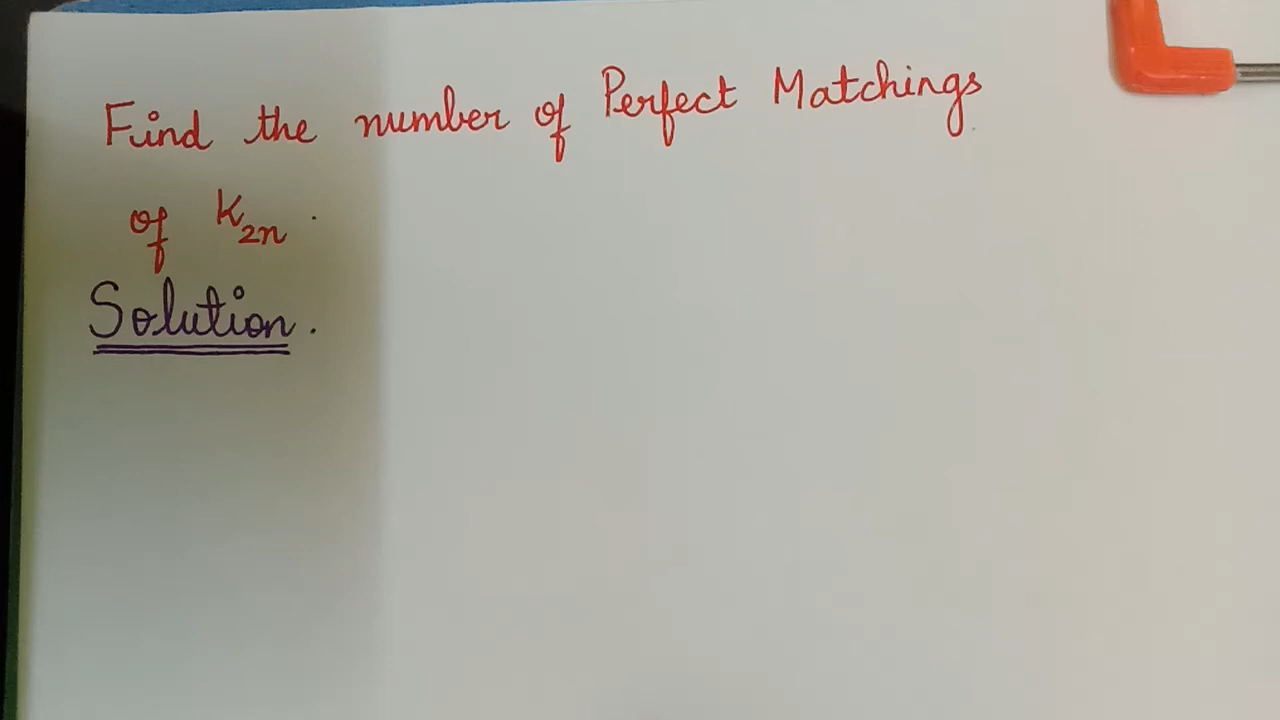 Find the number of Perfect Matchings
of K₂ₙ.
Solution.